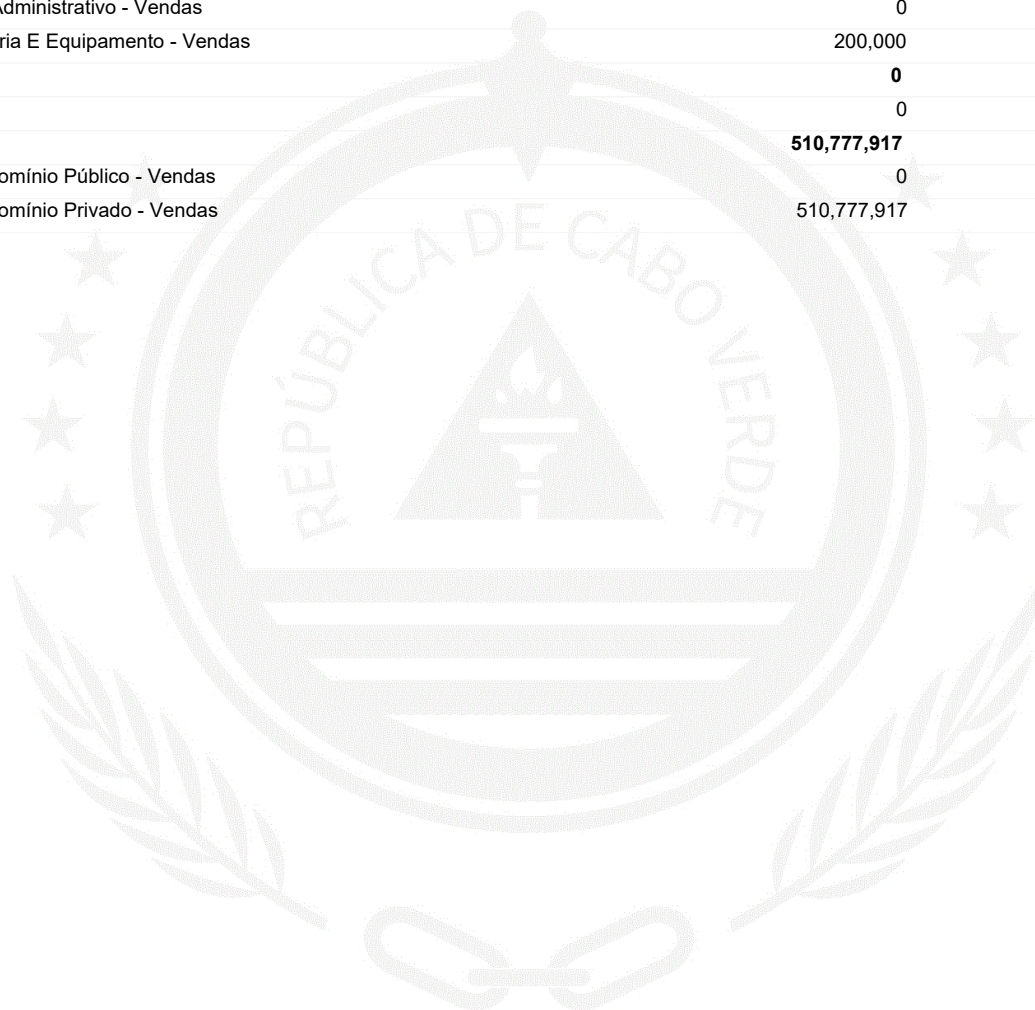 Administrativo - Vendas 0
ria E Equipamento - Vendas 200,000
0
0
510,777,917
omínio Público - Vendas 0
omínio Privado - Vendas 510,777,917
REPÚBLICA DE CABO VERDE